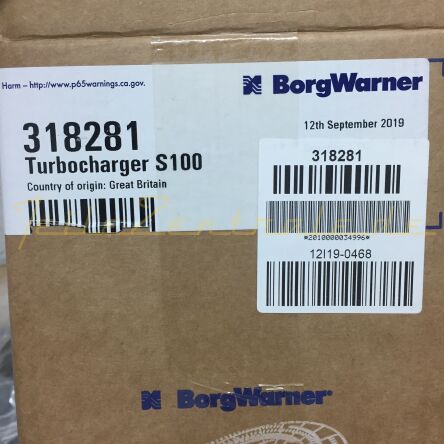 Harm – http://www.p65warnings.ca.gov.
BorgWarner
12th September 2019
318281
Turbocharger S100
Country of origin: Great Britain
318281
*2010000034996*
12I19-0468
BorgWarner